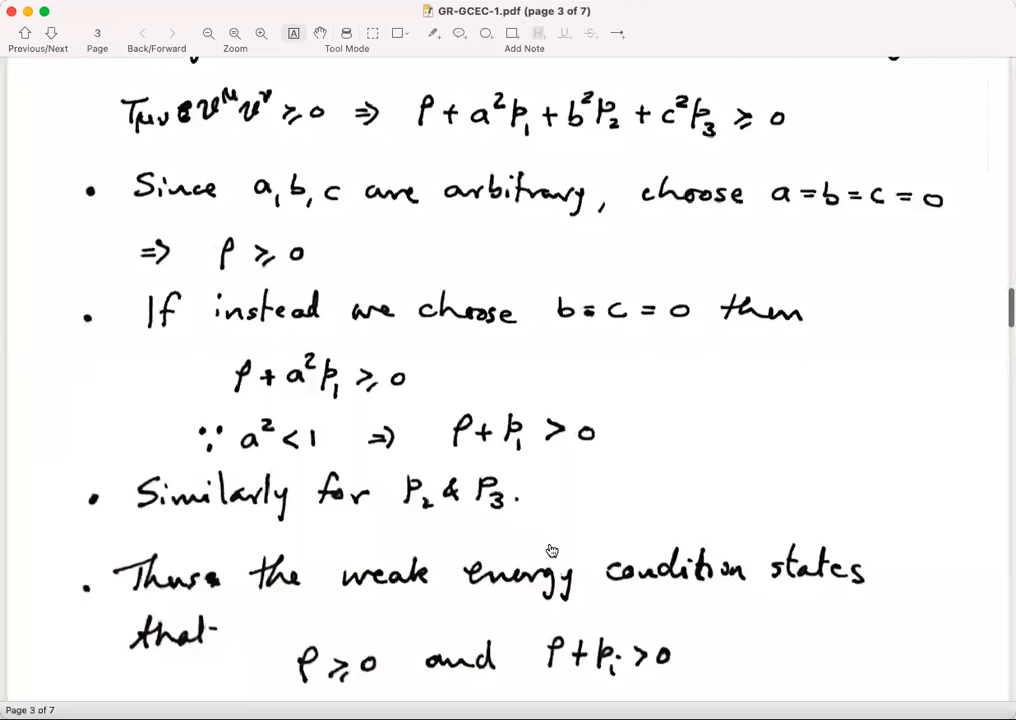 GR-GCEC-1.pdf (page 3 of 7)
3
Previous/Next Page Back/Forward Zoom Tool Mode Add Note
Tμν v^μ v^ν ≥ 0 ⇒ ρ + a²p₁ + b²p₂ + c²p₃ ≥ 0
• Since a, b, c are arbitrary, choose a = b = c = 0
⇒ ρ ≥ 0
• If instead we choose b = c = 0 then
ρ + a²p₁ ≥ 0
∵ a² < 1 ⇒ ρ + p₁ > 0
• Similarly for p₂ & p₃.
• Thus the weak energy condition states
that
ρ ≥ 0 and ρ + pᵢ > 0
Page 3 of 7